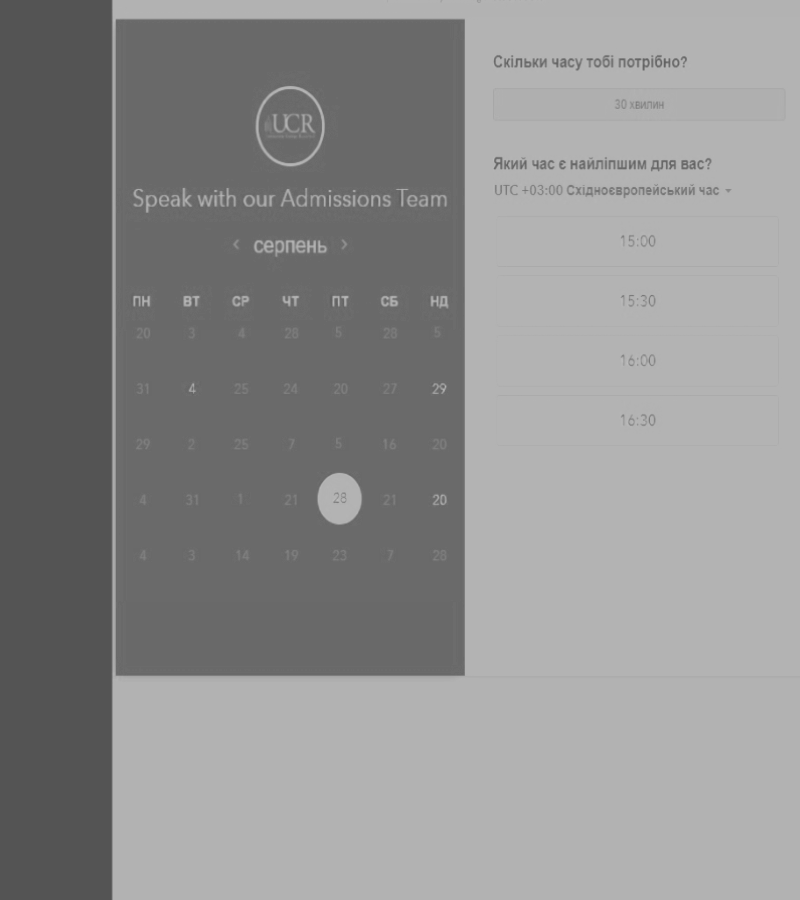 UCR
Speak with our Admissions Team
‹ серпень ›
ПН ВТ СР ЧТ ПТ СБ НД
20 3 4 28 5 28 5
31 4 25 24 20 27 29
29 2 25 7 5 16 20
4 31 1 21 28 21 20
4 3 14 19 23 7 28
Скільки часу тобі потрібно?
30 хвилин
Який час є найліпшим для вас?
UTC +03:00 Східноєвропейський час
15:00
15:30
16:00
16:30